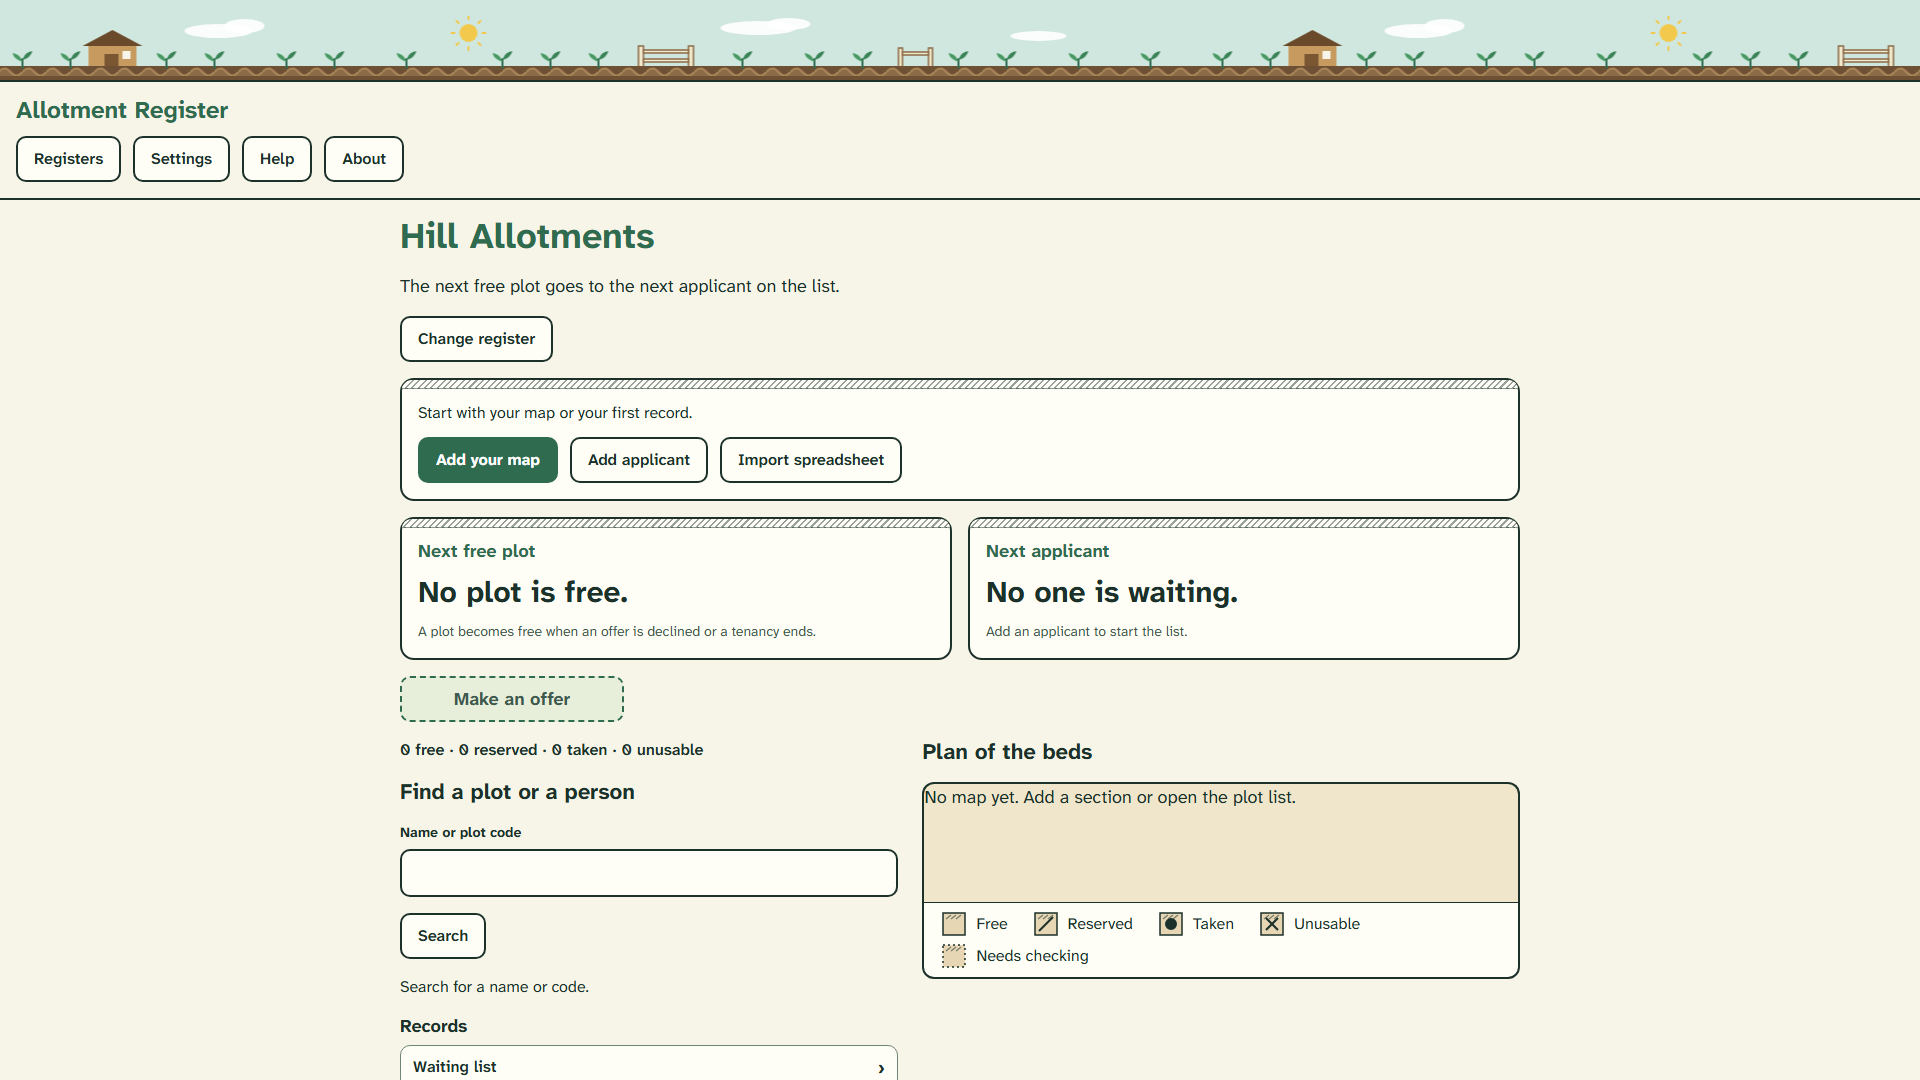 Allotment Register
Registers
Settings
Help
About
Hill Allotments
The next free plot goes to the next applicant on the list.
Change register
Start with your map or your first record.
Add your map
Add applicant
Import spreadsheet
Next free plot
No plot is free.
A plot becomes free when an offer is declined or a tenancy ends.
Next applicant
No one is waiting.
Add an applicant to start the list.
Make an offer
0 free · 0 reserved · 0 taken · 0 unusable
Find a plot or a person
Name or plot code
Search
Search for a name or code.
Records
Waiting list
Plan of the beds
No map yet. Add a section or open the plot list.
Free
Reserved
Taken
Unusable
Needs checking